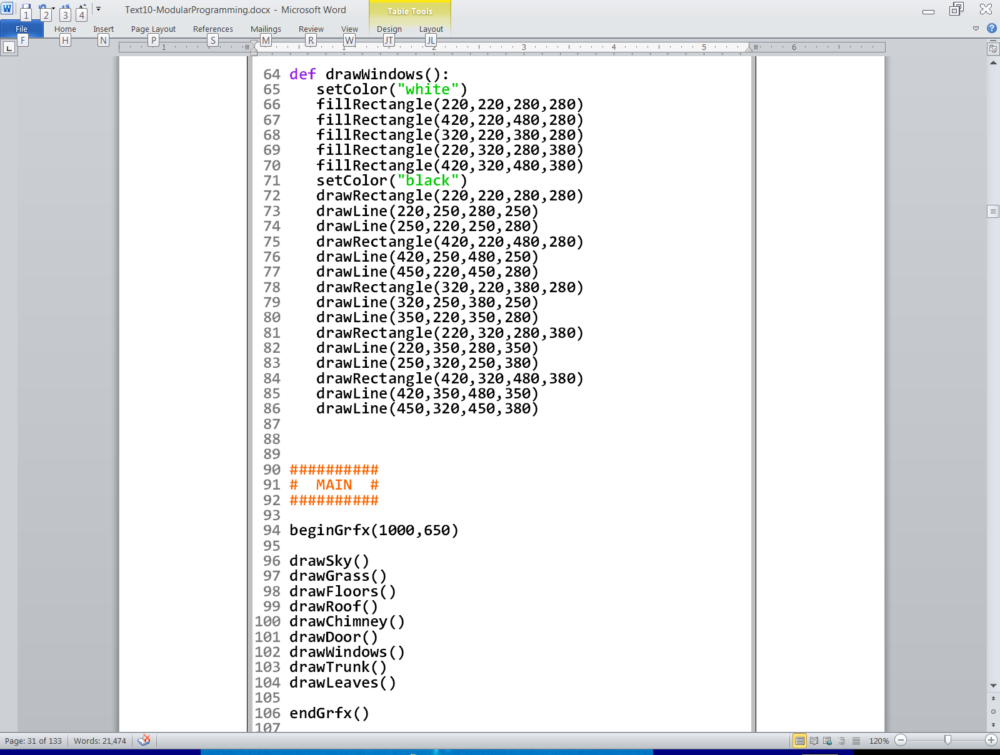 Text10-ModularProgramming.docx - Microsoft Word
Table Tools
1 2 3 4
File Home Insert Page Layout References Mailings Review View Design Layout
F H N P S M R W JT JL
1 1 2 3 4 5 6
64 def drawWindows():
65 setColor("white")
66 fillRectangle(220,220,280,280)
67 fillRectangle(420,220,480,280)
68 fillRectangle(320,220,380,280)
69 fillRectangle(220,320,280,380)
70 fillRectangle(420,320,480,380)
71 setColor("black")
72 drawRectangle(220,220,280,280)
73 drawLine(220,250,280,250)
74 drawLine(250,220,250,280)
75 drawRectangle(420,220,480,280)
76 drawLine(420,250,480,250)
77 drawLine(450,220,450,280)
78 drawRectangle(320,220,380,280)
79 drawLine(320,250,380,250)
80 drawLine(350,220,350,280)
81 drawRectangle(220,320,280,380)
82 drawLine(220,350,280,350)
83 drawLine(250,320,250,380)
84 drawRectangle(420,320,480,380)
85 drawLine(420,350,480,350)
86 drawLine(450,320,450,380)
87
88
89
90 ##########
91 # MAIN #
92 ##########
93
94 beginGrfx(1000,650)
95
96 drawSky()
97 drawGrass()
98 drawFloors()
99 drawRoof()
100 drawChimney()
101 drawDoor()
102 drawWindows()
103 drawTrunk()
104 drawLeaves()
105
106 endGrfx()
107
Page: 31 of 133 Words: 21,474 120%